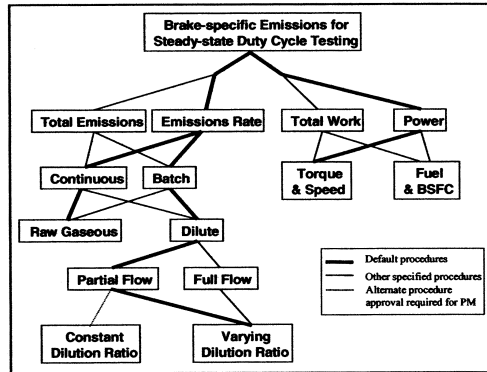 Brake-specific Emissions for
Steady-state Duty Cycle Testing
Total Emissions
Emissions Rate
Total Work
Power
Continuous
Batch
Torque
& Speed
Fuel
& BSFC
Raw Gaseous
Dilute
Partial Flow
Full Flow
Default procedures
Other specified procedures
Alternate procedure
approval required for PM
Constant
Dilution Ratio
Varying
Dilution Ratio